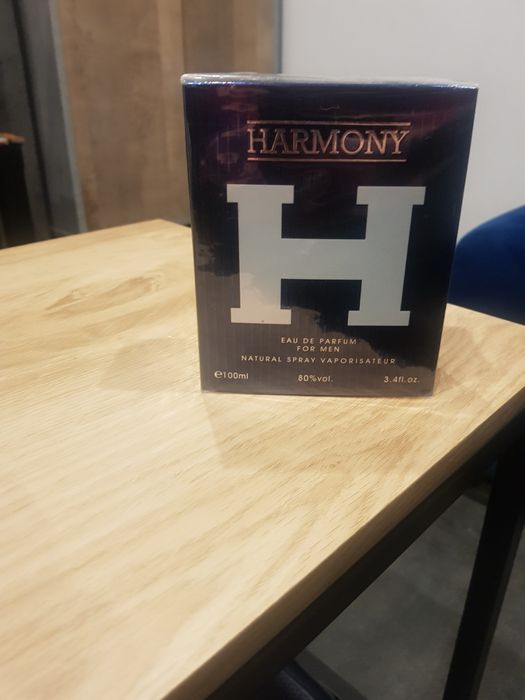 HARMONY
H
EAU DE PARFUM
FOR MEN
NATURAL SPRAY VAPORISATEUR
℮100ml 80%vol. 3.4fl.oz.